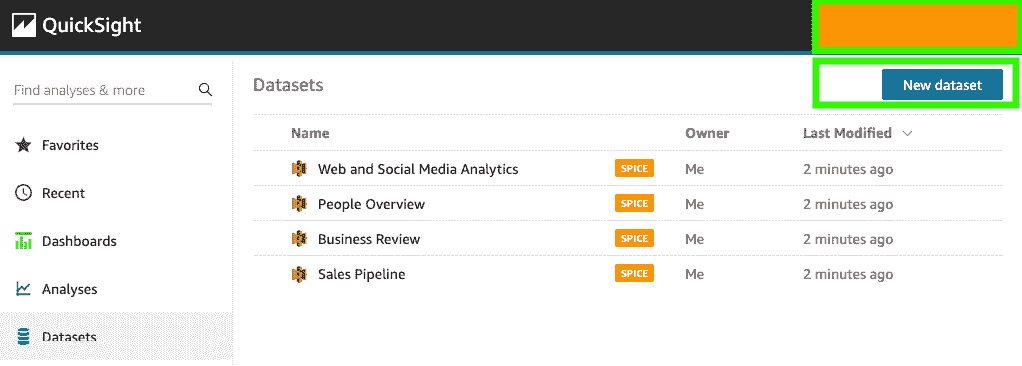 QuickSight
Find analyses & more
Favorites
Recent
Dashboards
Analyses
Datasets
Datasets
New dataset
Name Owner Last Modified
Web and Social Media Analytics SPICE Me 2 minutes ago
People Overview SPICE Me 2 minutes ago
Business Review SPICE Me 2 minutes ago
Sales Pipeline SPICE Me 2 minutes ago